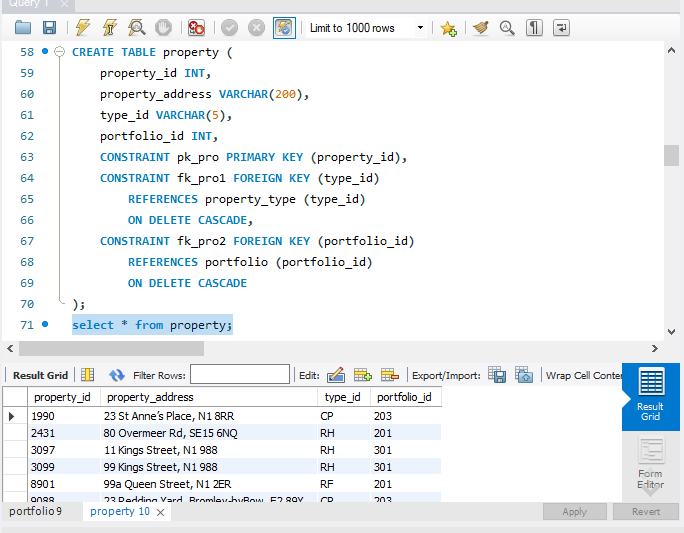 Query 1
Limit to 1000 rows
58 CREATE TABLE property (
59 property_id INT,
60 property_address VARCHAR(200),
61 type_id VARCHAR(5),
62 portfolio_id INT,
63 CONSTRAINT pk_pro PRIMARY KEY (property_id),
64 CONSTRAINT fk_pro1 FOREIGN KEY (type_id)
65 REFERENCES property_type (type_id)
66 ON DELETE CASCADE,
67 CONSTRAINT fk_pro2 FOREIGN KEY (portfolio_id)
68 REFERENCES portfolio (portfolio_id)
69 ON DELETE CASCADE
70 );
71 select * from property;
Result Grid Filter Rows: Edit: Export/Import: Wrap Cell Conten
property_id property_address type_id portfolio_id
1990 23 St Anne's Place, N1 8RR CP 203
2431 80 Overmeer Rd, SE15 6NQ RH 201
3097 11 Kings Street, N1 988 RH 301
3099 99 Kings Street, N1 988 RH 301
8901 99a Queen Street, N1 2ER RF 201
9088 23 Redding Yard, Bromley-byBow, E2 89Y CP 203
Result
Grid
Form
Editor
portfolio 9 property 10 Apply Revert